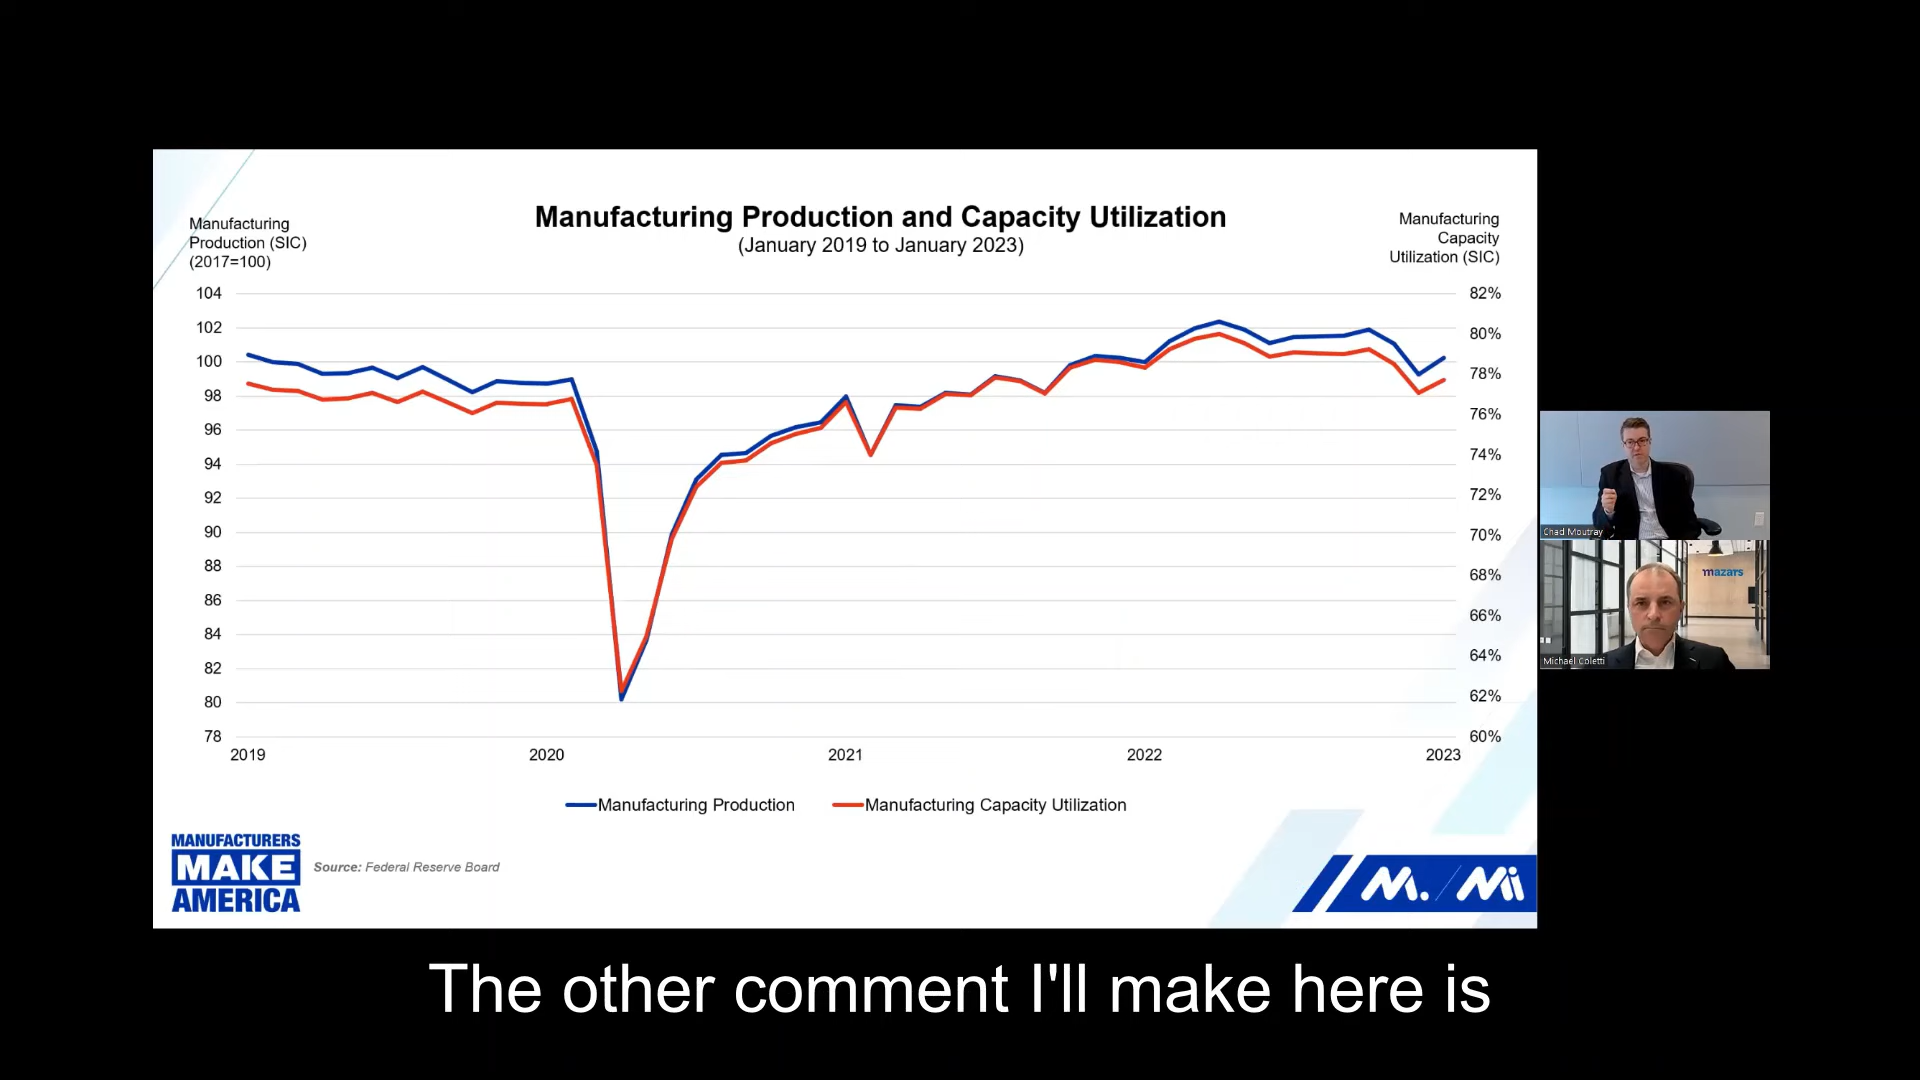 Manufacturing Production and Capacity Utilization
(January 2019 to January 2023)
Manufacturing
Production (SIC)
(2017=100)
Manufacturing
Capacity
Utilization (SIC)
104
102
100
98
96
94
92
90
88
86
84
82
80
78
82%
80%
78%
76%
74%
72%
70%
68%
66%
64%
62%
60%
2019 2020 2021 2022 2023
Manufacturing Production Manufacturing Capacity Utilization
MANUFACTURERS
MAKE
AMERICA
Source: Federal Reserve Board
M. / Mi
Chad Moutray
mazars
Michael Coletti
The other comment I'll make here is